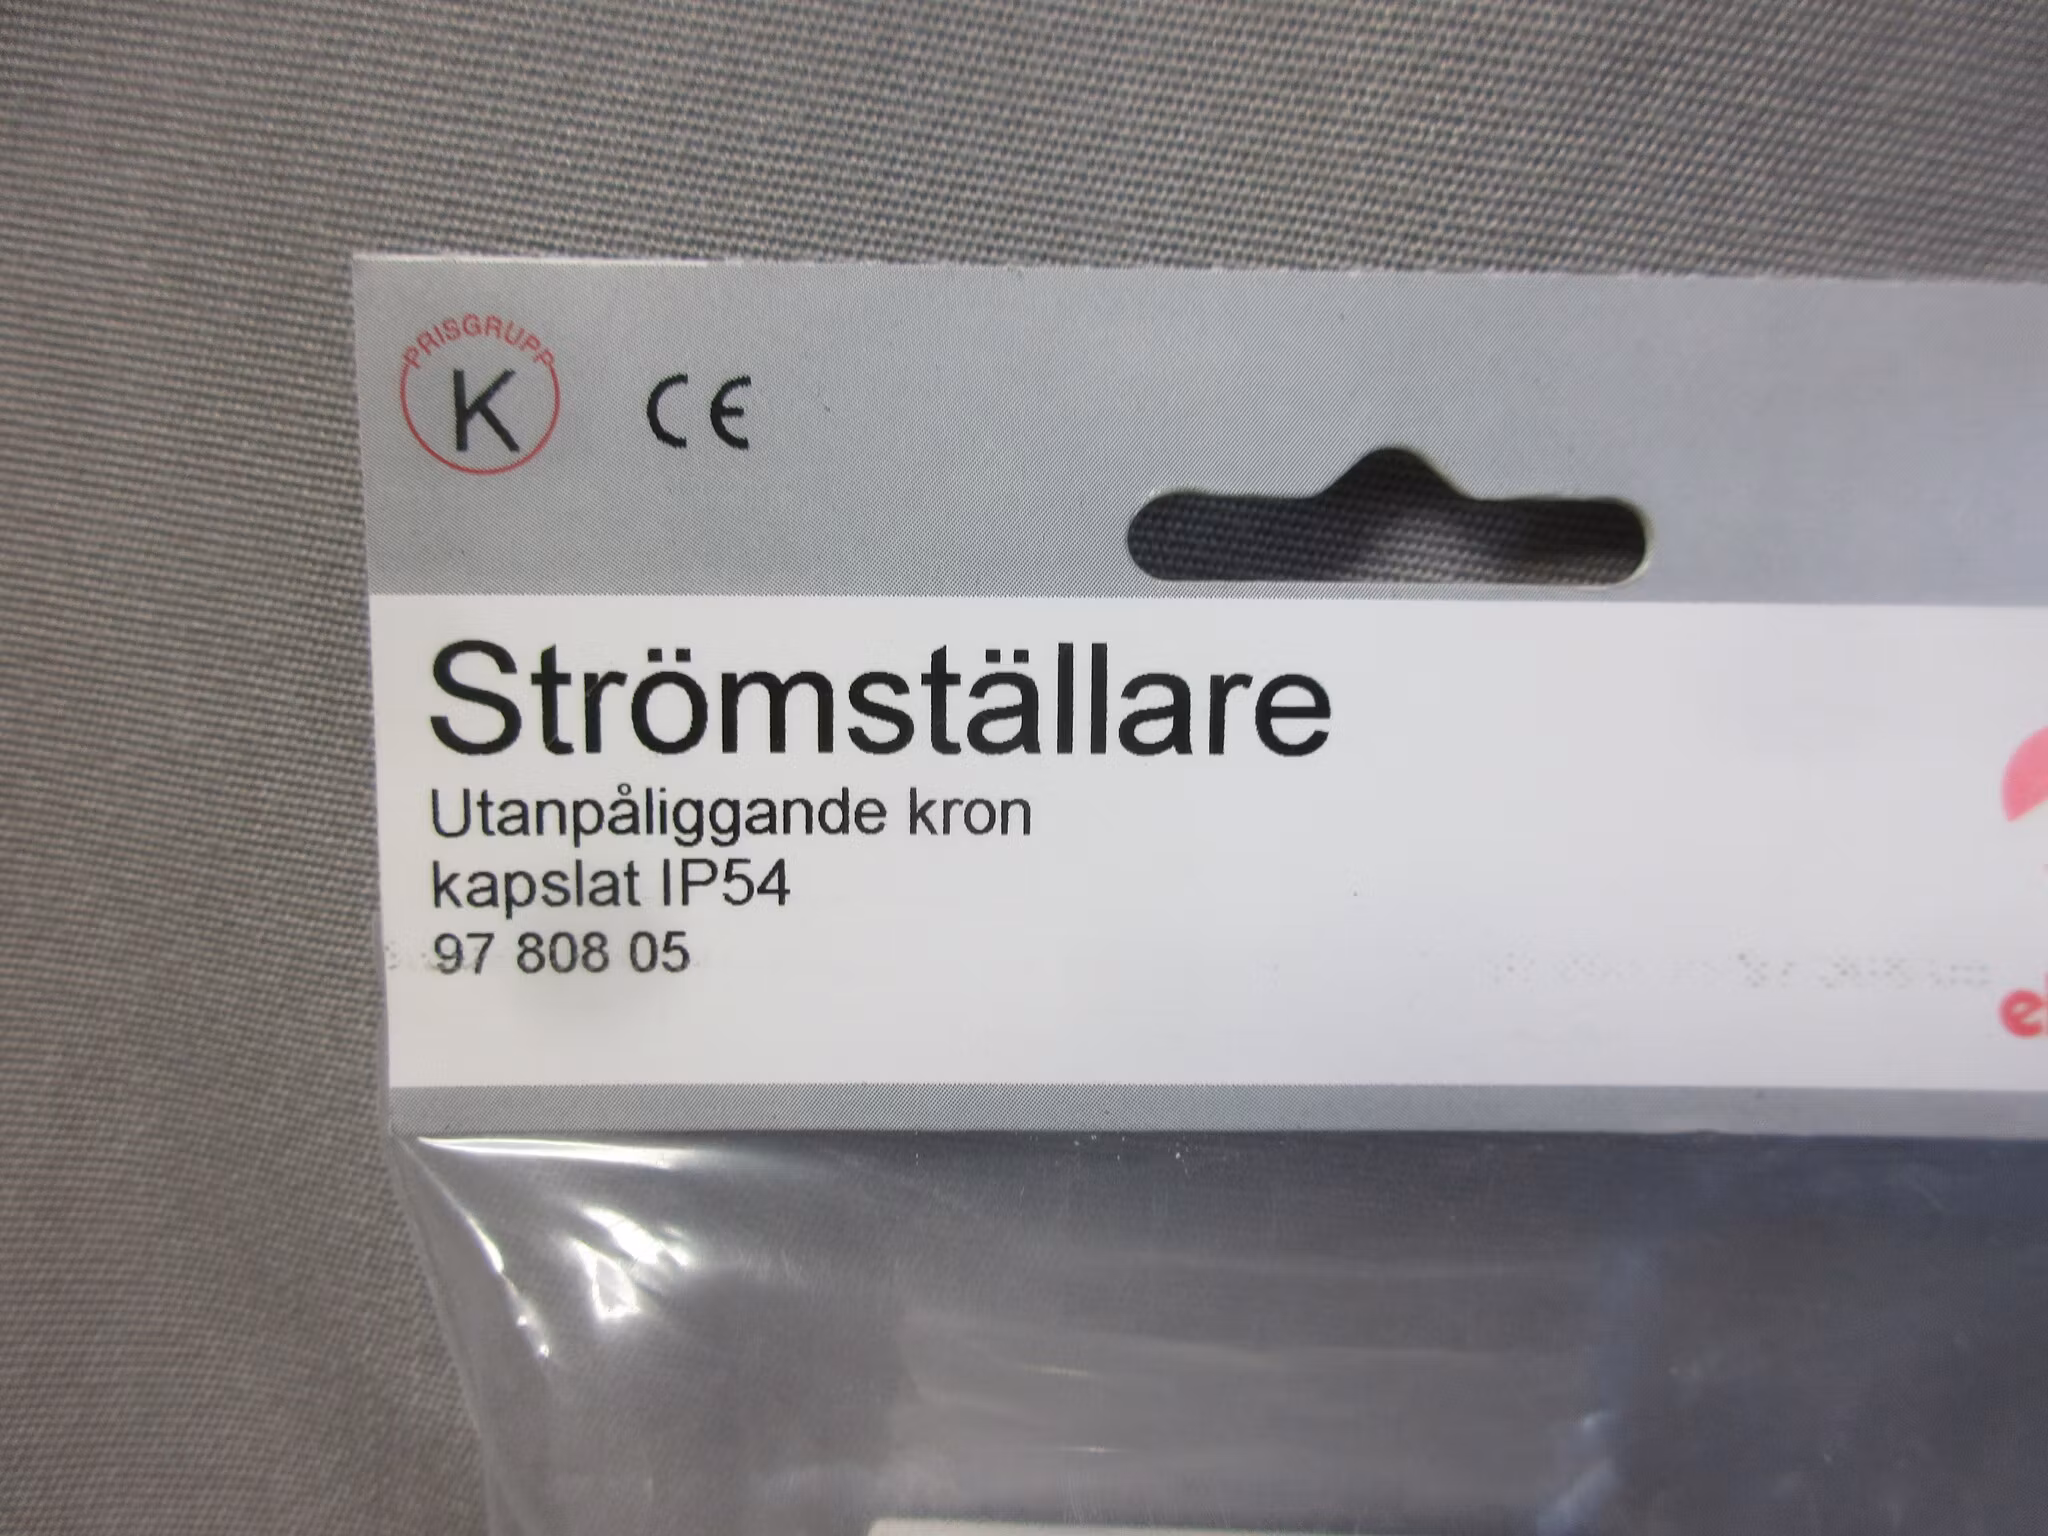 PRISGRUPP
K
CE
Strömställare
Utanpåliggande kron
kapslat IP54
97 808 05